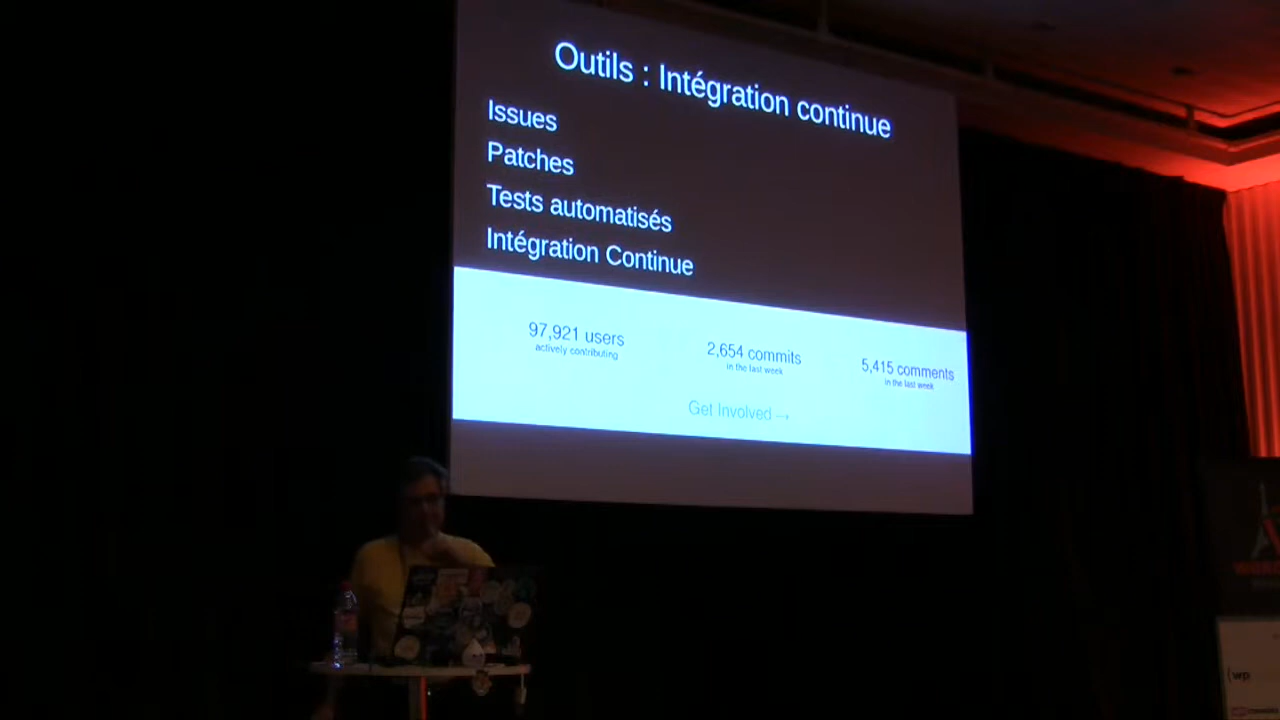 Outils : Intégration continue
Issues
Patches
Tests automatisés
Intégration Continue
97,921 users
actively contributing
2,654 commits
in the last week
5,415 comments
in the last week
Get Involved →
(wp